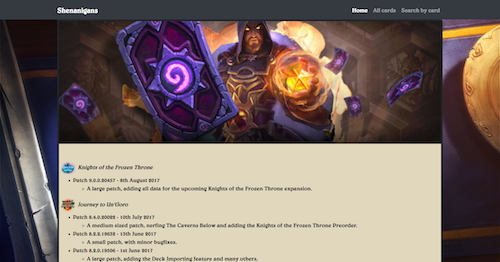 Shenanigans
Home All cards Search by card
Knights of the Frozen Throne
Patch 9.0.0.20457 - 8th August 2017
A large patch, adding all data for the upcoming Knights of the Frozen Throne expansion.
Journey to Un'Goro
Patch 8.4.0.20022 - 10th July 2017
A medium sized patch, nerfing The Caverns Below and adding the Knights of the Frozen Throne Preorder.
Patch 8.2.2.19632 - 13th June 2017
A small patch, with minor bugfixes.
Patch 8.2.0.19506 - 1st June 2017
A large patch, adding the Deck Importing feature and many others.